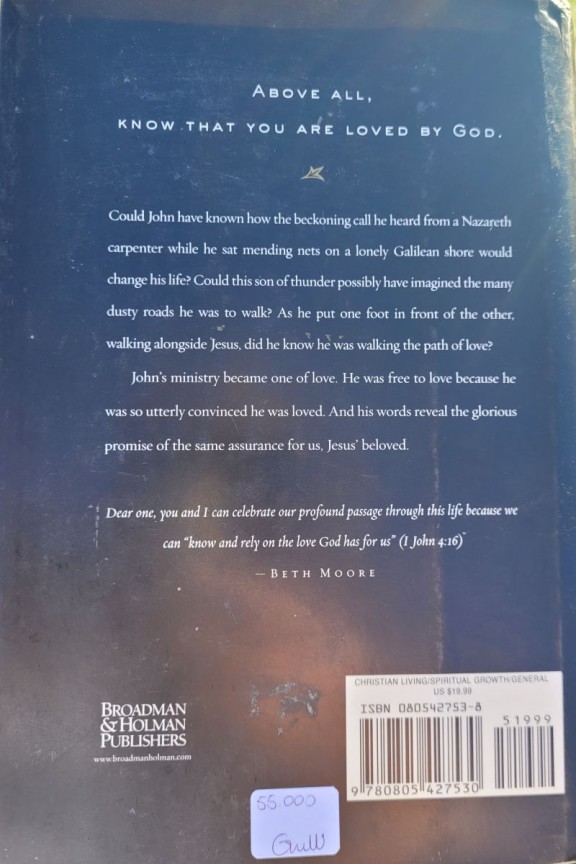 ABOVE ALL,
KNOW THAT YOU ARE LOVED BY GOD.
Could John have known how the beckoning call he heard from a Nazareth
carpenter while he sat mending nets on a lonely Galilean shore would
change his life? Could this son of thunder possibly have imagined the many
dusty roads he was to walk? As he put one foot in front of the other,
walking alongside Jesus, did he know he was walking the path of love?
John's ministry became one of love. He was free to love because he
was so utterly convinced he was loved. And his words reveal the glorious
promise of the same assurance for us, Jesus' beloved.
Dear one, you and I can celebrate our profound passage through this life because we
can "know and rely on the love God has for us" (I John 4:16)
— BETH MOORE
CHRISTIAN LIVING/SPIRITUAL GROWTH/GENERAL
US $19.99
ISBN 080542753-8
51999
9 780805 427530
BROADMAN
& HOLMAN
PUBLISHERS
www.broadmanholman.com
55.000